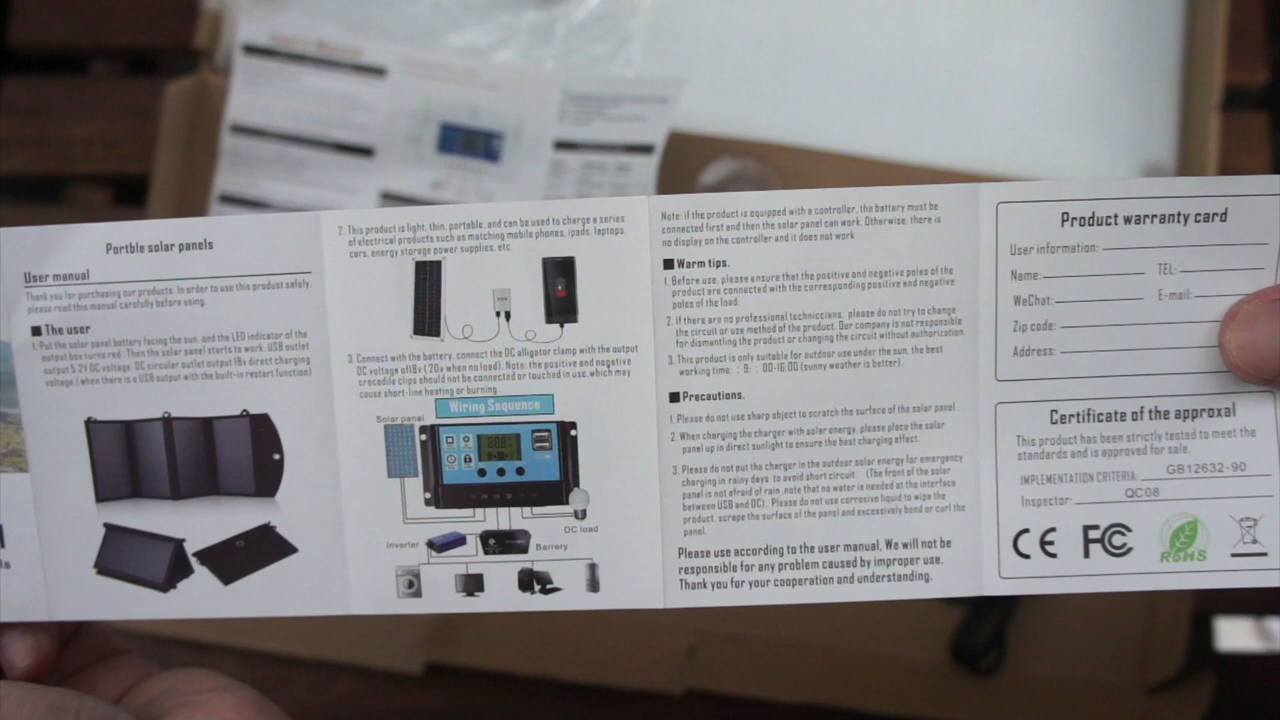 Portble solar panels
User manual
Thank you for purchasing our products. In order to use this product safely,
please read this manual carefully before using.
The user
1. Put the solar panel battery facing the sun, and the LED indicator of the
output box turns red. Then the solar panel starts to work. USB outlet
output 5.2V DC voltage. DC circular outlet output 18v direct charging
voltage.(when there is a USB output with the built-in restart function)
2. This product is light, thin, portable, and can be used to charge a series
of electrical products such as matching mobile phones, ipads, laptops,
cars, energy storage power supplies, etc.
3. Connect with the battery, connect the DC alligator clamp with the output
DC voltage of18v (20v when no load). Note: the positive and negative
crocodile clips should not be connected or touched in use,which may
cause short-line heating or burning
Wiring Sequence
Solar panel
DC load
Inverter
Barrery
Note: if the product is equipped with a controller, the battery must be
connected first and then the solar panel can work. Otherwise, there is
no display on the controller and it does not work
Warm tips.
1. Before use, please ensure that the positive and negative poles of the
product are connected with the corresponding positive and negative
poles of the load.
2. If there are no professional techniccians, please do not try to change
the circuit or use method of the product. Our company is not responsible
for dismantling the product or changing the circuit without authorization.
3. This product is only suitable for outdoor use under the sun, the best
working time: : 9: : 00-16:00 (sunny weather is better).
Precautions.
1. Please do not use sharp object to scratch the surface of the solar panel .
2. When charging the charger with solar energy, please place the solar
panel up in direct sunlight to ensure the best charging effect.
3. Please do not put the charger in the outdoor solar energy for emergency
charging in rainy days to avoid short circuit . (The front of the solar
panel is not afraid of rain ,note that no water is needed at the interface
between USB and DC). Please do not use corrosive liquid to wipe the
product, scrape the surface of the panel and excessively bend or curl the
panel.
Please use according to the user manual. We will not be
responsible for any problem caused by improper use.
Thank you for your cooperation and understanding.
Product warranty card
User information:
Name: TEL:
WeChat: E-mail:
Zip code:
Address:
Certificate of the approxal
This product has been strictly tested to meet the
standards and is approved for sale.
IMPLEMENTATION CRITERIA: GB12632-90
Inspector: QC08
CE FC RoHS